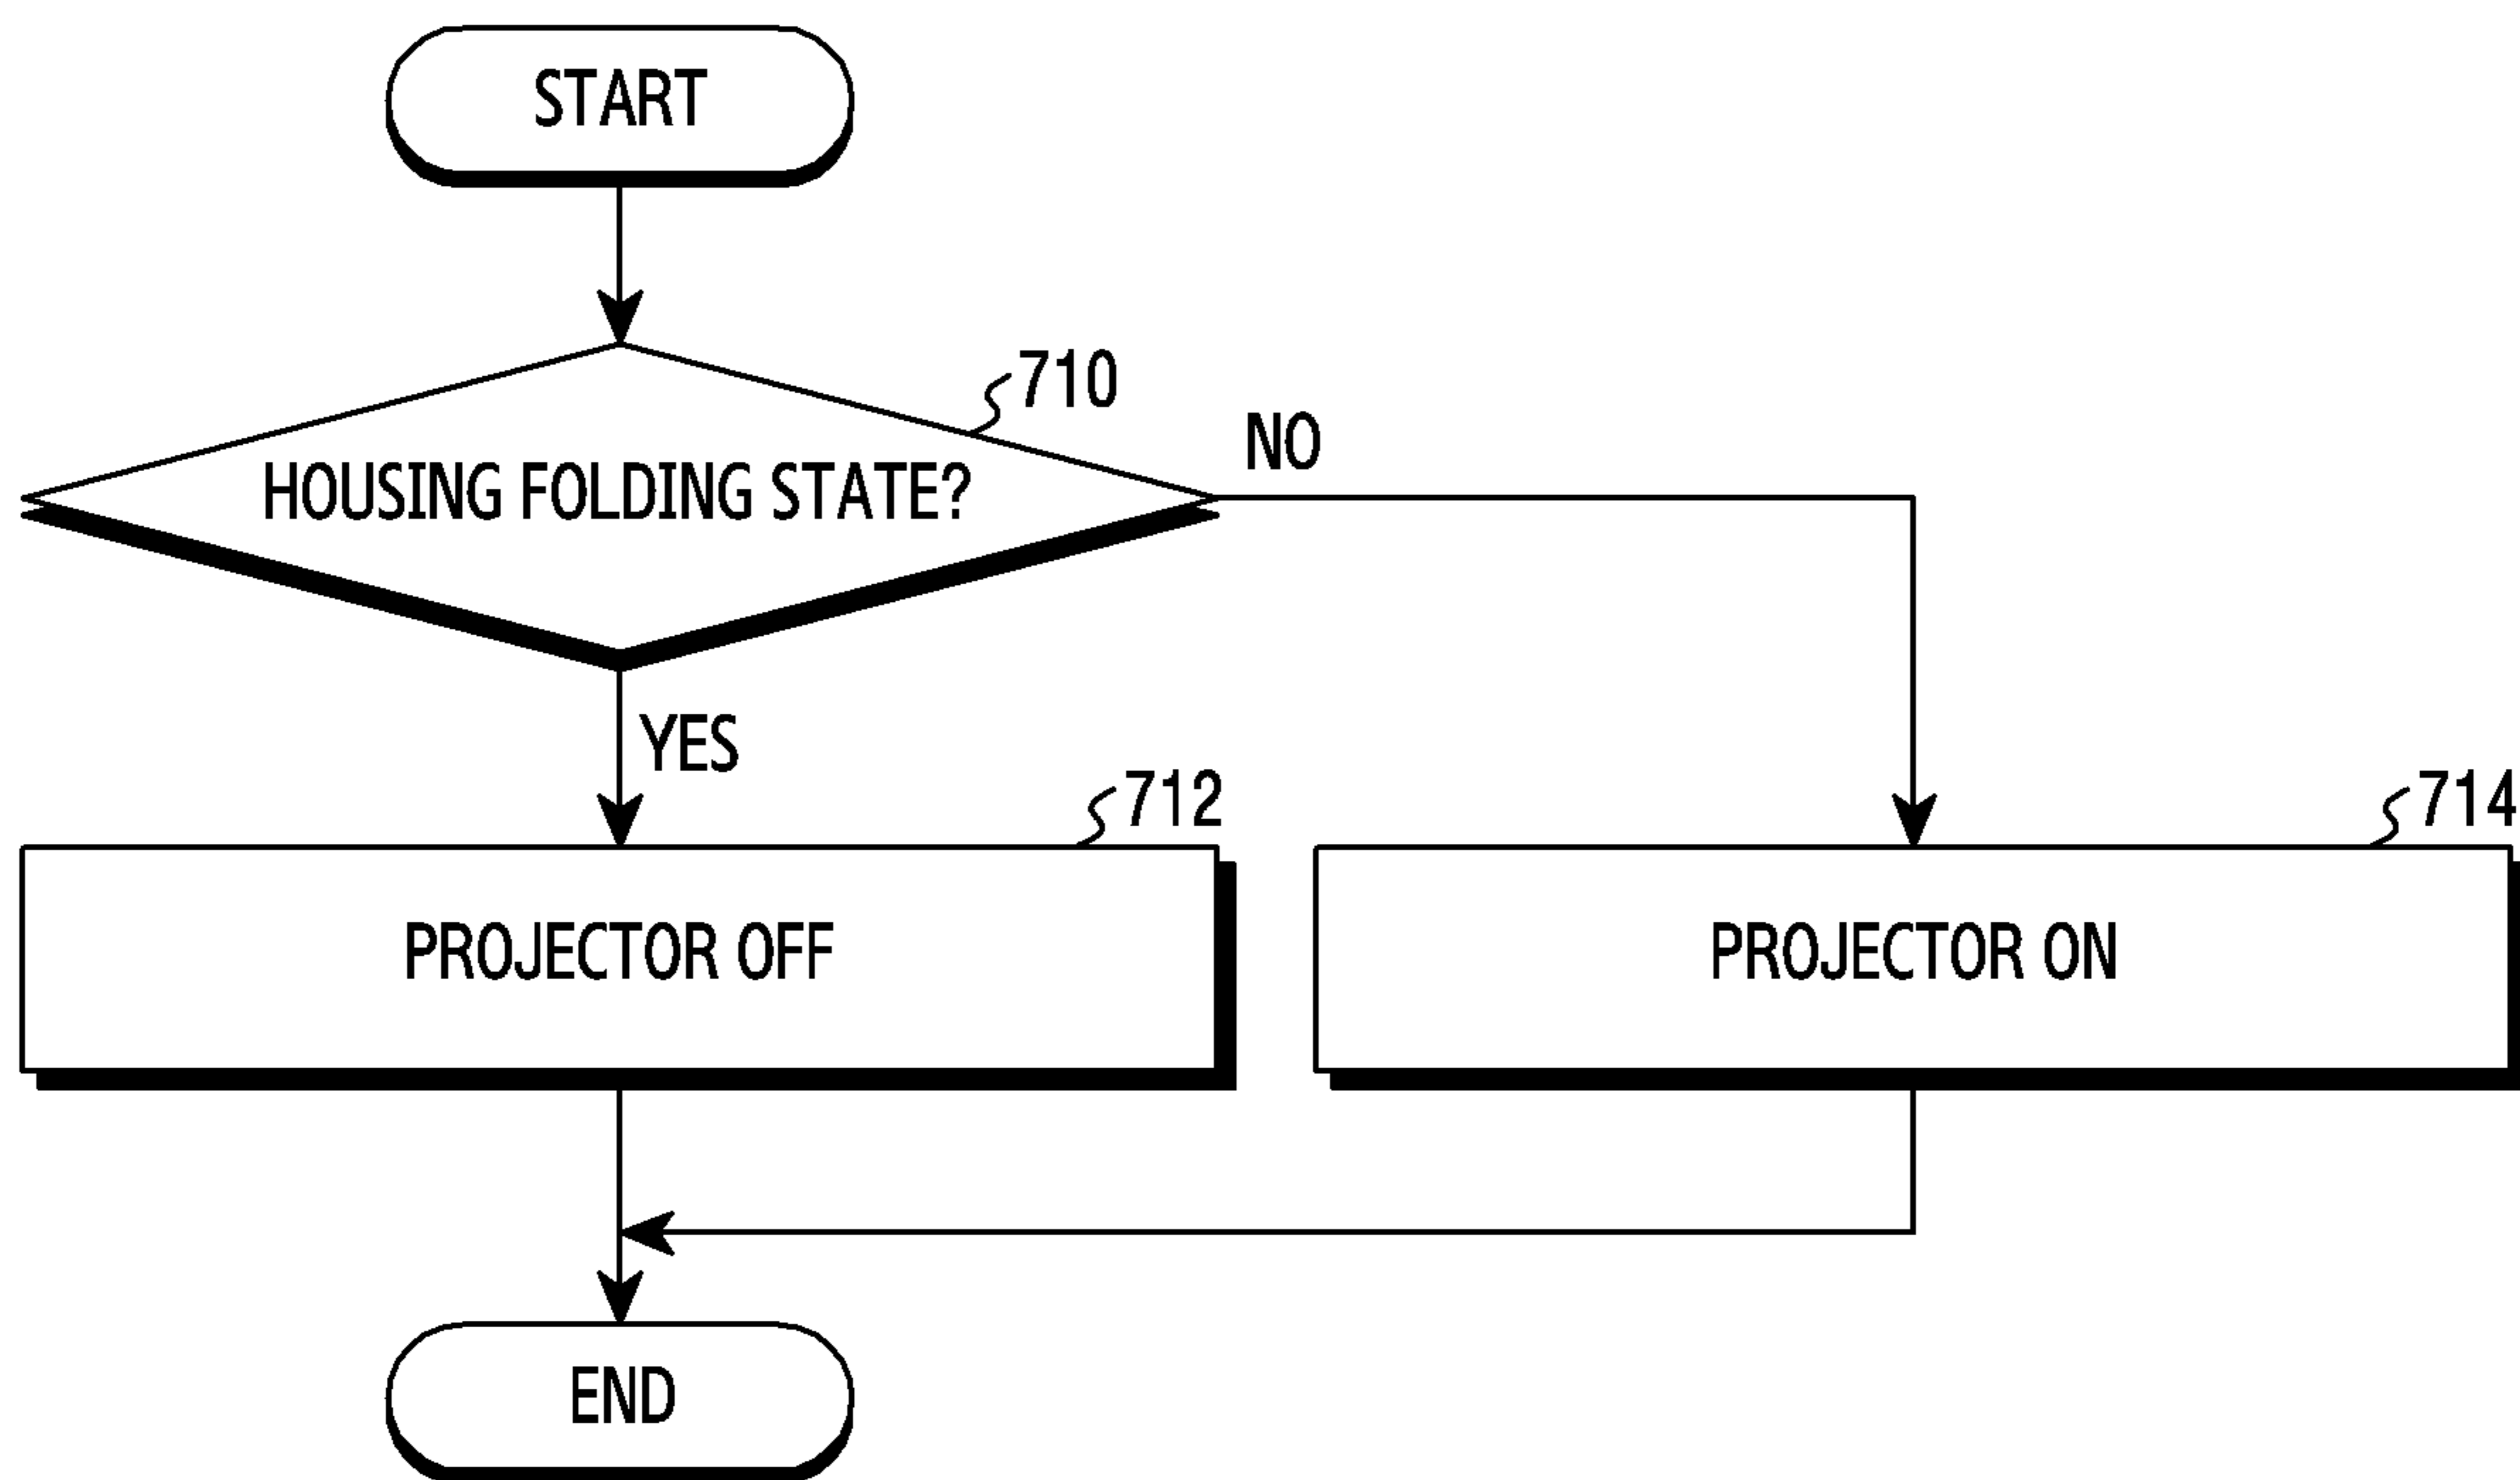 START
710
NO
HOUSING FOLDING STATE?
YES
712
714
PROJECTOR OFF
PROJECTOR ON
END